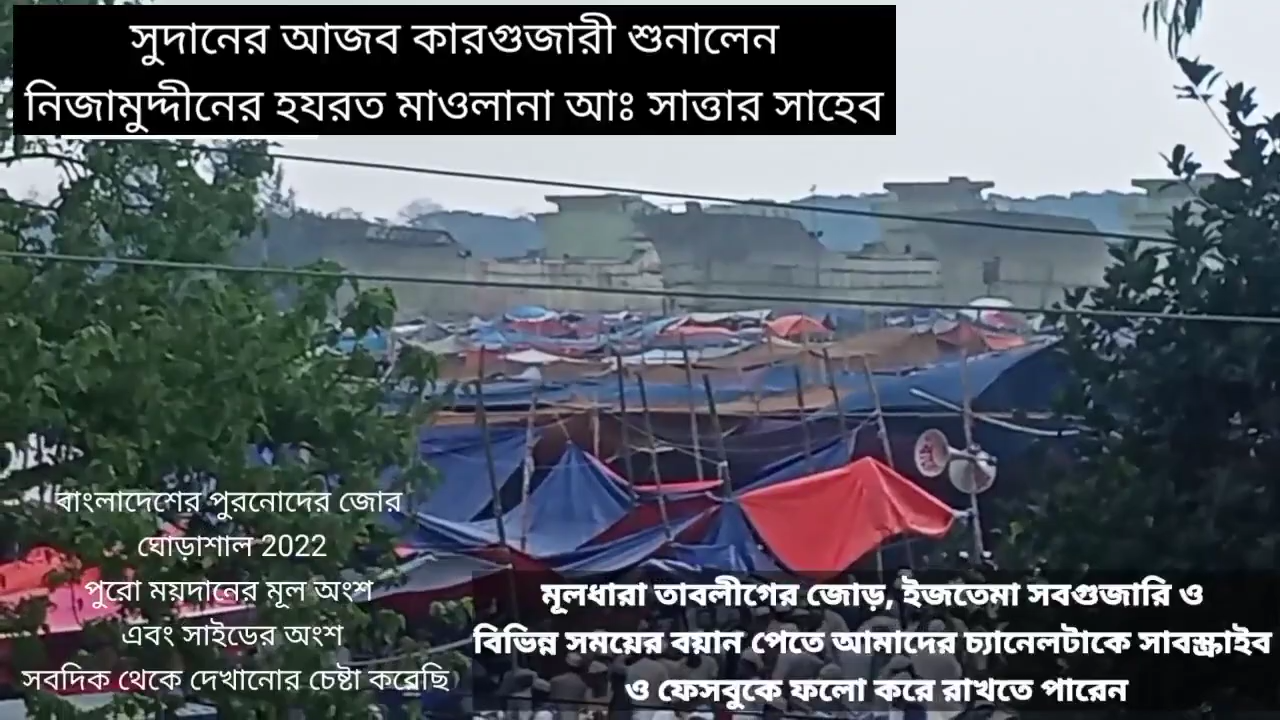 সুদানের আজব কারগুজারী শুনালেন
নিজামুদ্দীনের হযরত মাওলানা আঃ সাত্তার সাহেব
বাংলাদেশের পুরনোদের জোর
ঘোড়াশাল 2022
পুরো ময়দানের মূল অংশ
এবং সাইডের অংশ
সবদিক থেকে দেখানোর চেষ্টা করেছি
মূলধারা তাবলীগের জোড়, ইজতেমা সবগুজারি ও
বিভিন্ন সময়ের বয়ান পেতে আমাদের চ্যানেলটাকে সাবস্ক্রাইব
ও ফেসবুকে ফলো করে রাখতে পারেন